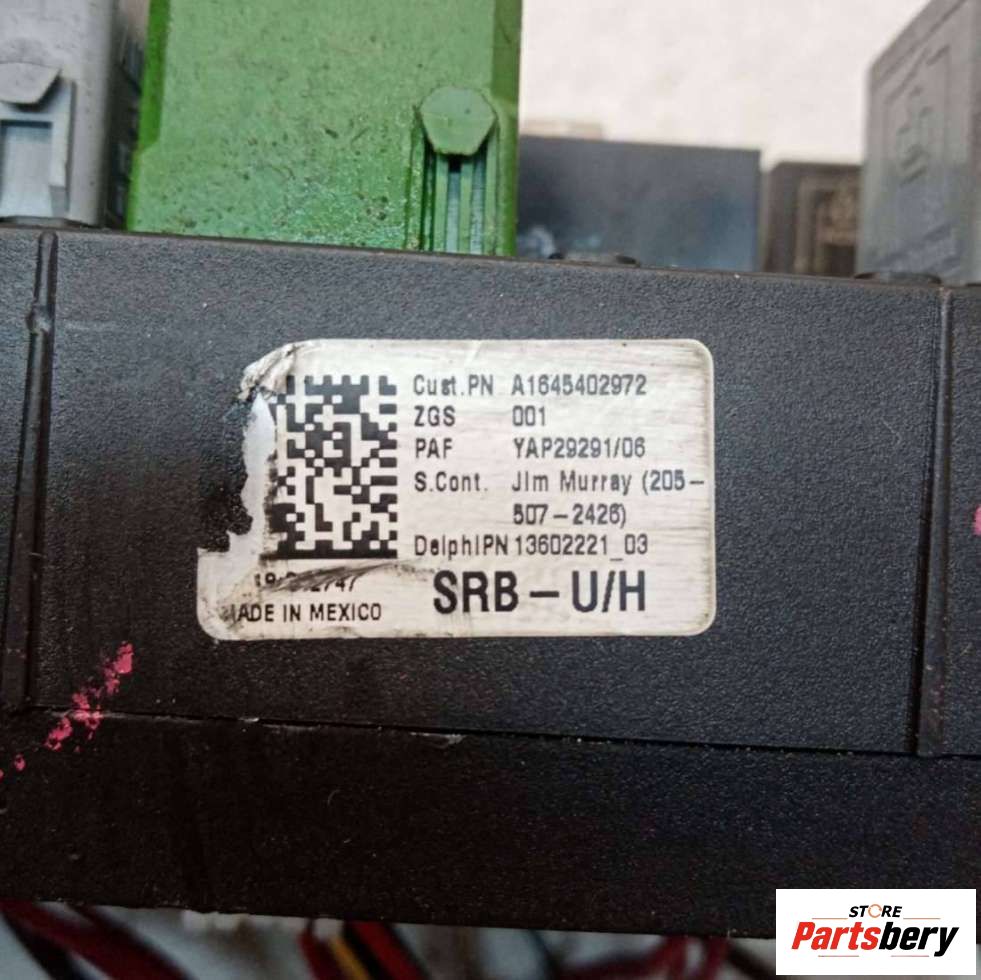 Cust.PN A1645402972
ZGS 001
PAF YAP29291/06
S.Cont. Jim Murray (205-
507-2426)
DelphiPN 13602221_03
SRB-U/H
MADE IN MEXICO
STORE
Partsbery